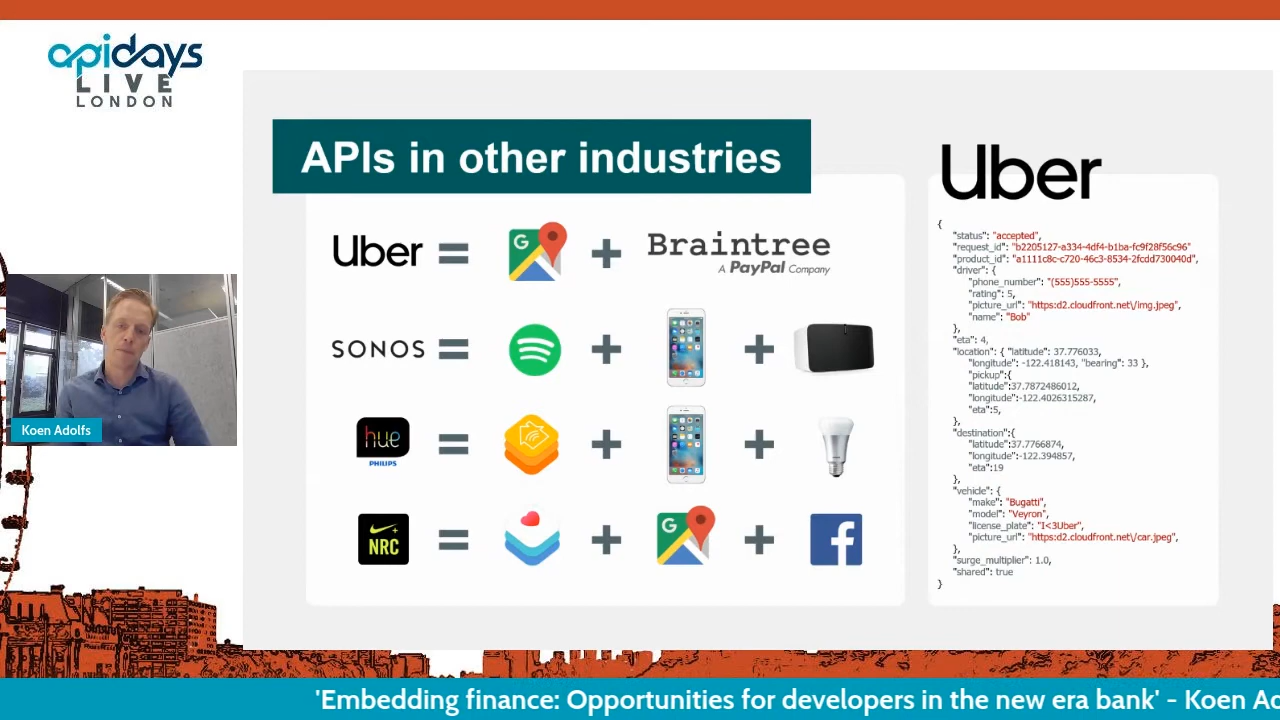 apidays
LIVE
LONDON
APIs in other industries
Uber
Uber
G
Braintree
A PayPal Company
SONOS
hue
PHILIPS
NRC
G
f
{
"status": "accepted",
"request_id": "b2205127-a334-4df4-b1ba-fc9f28f56c96"
"product_id": "a1111c8c-c720-46c3-8534-2fcdd730040d",
"driver": {
"phone_number": "(555)555-5555",
"rating": 5,
"picture_url": "https:d2.cloudfront.net\/img.jpeg",
"name": "Bob"
},
"eta": 4,
"location": { "latitude": 37.776033,
"longitude": -122.418143, "bearing": 33 },
"pickup":{
"latitude":37.7872486012,
"longitude":-122.4026315287,
"eta":5,
},
"destination":{
"latitude":37.7766874,
"longitude":-122.394857,
"eta":19
},
"vehicle": {
"make": "Bugatti",
"model": "Veyron",
"license_plate": "I<3Uber",
"picture_url": "https:d2.cloudfront.net\/car.jpeg",
},
"surge_multiplier": 1.0,
"shared": true
}
Koen Adolfs
'Embedding finance: Opportunities for developers in the new era bank' - Koen Ad